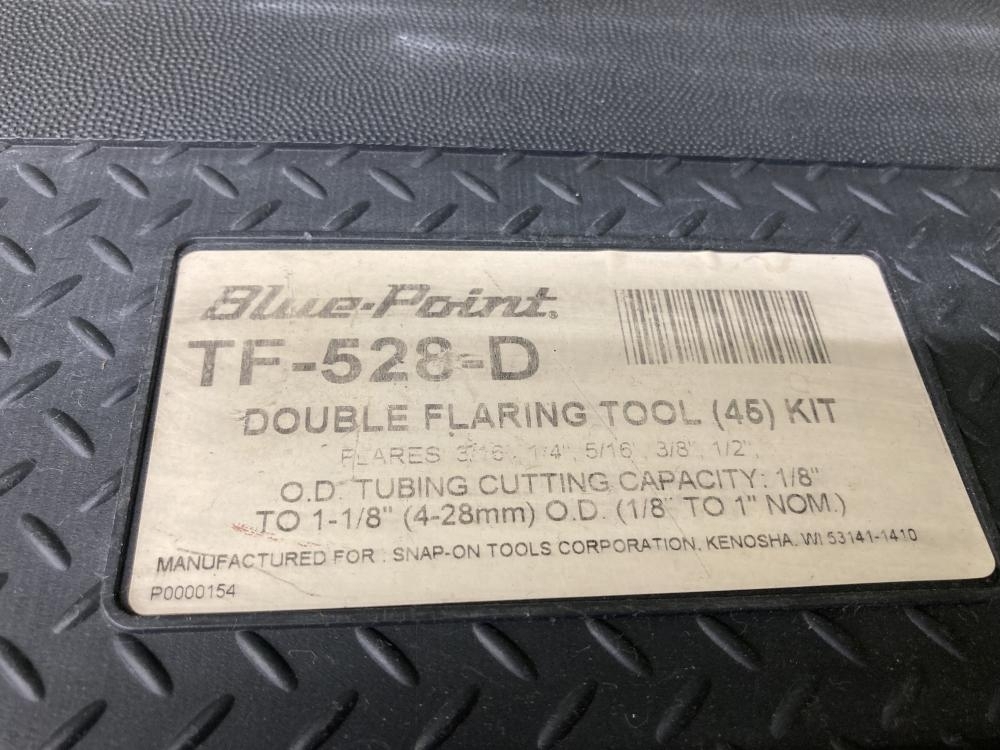 Blue-Point®
TF-528-D
DOUBLE FLARING TOOL (45) KIT
FLARES 3/16", 1/4", 5/16", 3/8", 1/2",
O.D. TUBING CUTTING CAPACITY: 1/8"
TO 1-1/8" (4-28mm) O.D. (1/8" TO 1" NOM.)
MANUFACTURED FOR : SNAP-ON TOOLS CORPORATION, KENOSHA, WI 53141-1410
P0000154